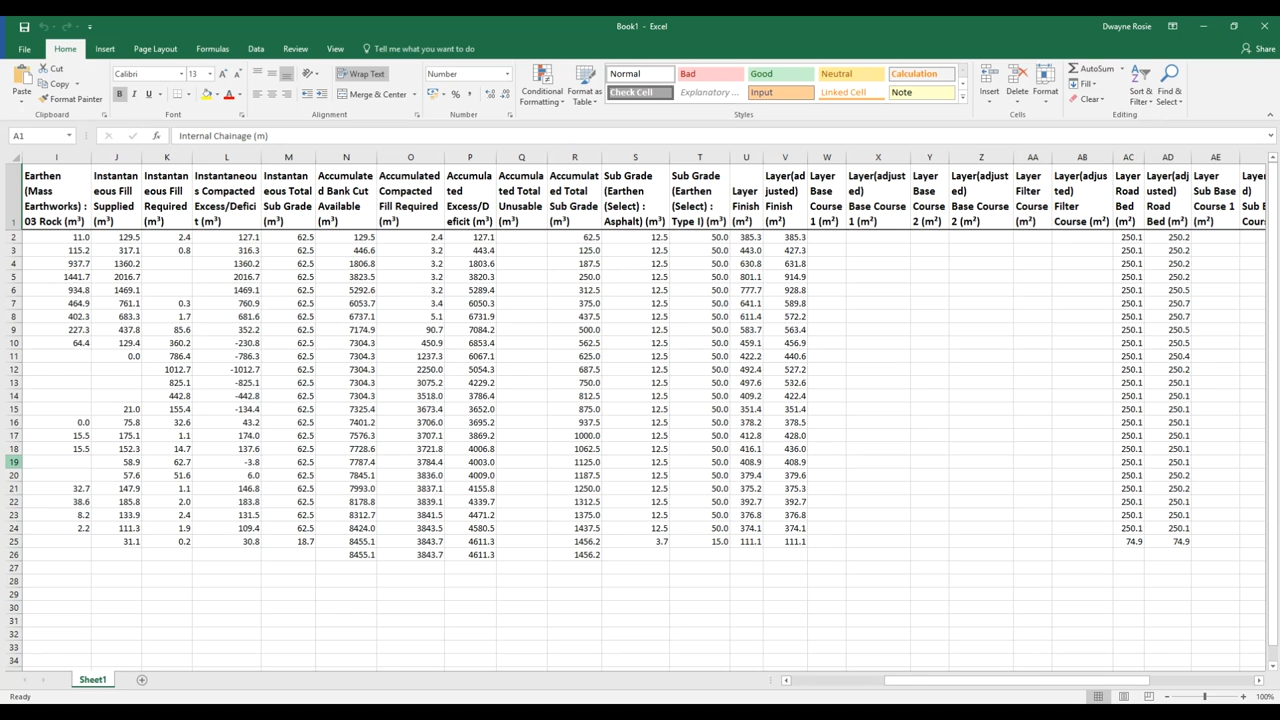 Book1 - Excel
Dwayne Rosie
File Home Insert Page Layout Formulas Data Review View Tell me what you want to do Share
Cut
Copy
Format Painter
Paste
Clipboard
Calibri 13
B I U
Font
Wrap Text
Merge & Center
Alignment
Number
Number
Conditional Formatting
Format as Table
Normal Bad Good Neutral Calculation
Check Cell Explanatory ... Input Linked Cell Note
Styles
Insert Delete Format
Cells
AutoSum
Fill
Clear
Sort & Filter
Find & Select
Editing
A1 Internal Chainage (m)
I J K L M N O P Q R S T U V W X Y Z AA AB AC AD AE
Earthen (Mass Earthworks) : 03 Rock (m³)
Instantan eous Fill Supplied (m³)
Instantan eous Fill Required (m³)
Instantaneou s Compacted Excess/Defici t (m³)
Instantan eous Total Sub Grade (m³)
Accumulate d Bank Cut Available (m³)
Accumulated Compacted Fill Required (m³)
Accumula ted Excess/D eficit (m³)
Accumula ted Total Unusable (m³)
Accumulat ed Total Sub Grade (m³)
Sub Grade (Earthen (Select) : Asphalt) (m³)
Sub Grade (Earthen (Select) : Type I) (m³)
Layer Finish (m²)
Layer(ad justed) Finish (m²)
Layer Base Course 1 (m²)
Layer(adjust ed) Base Course 1 (m²)
Layer Base Course 2 (m²)
Layer(adjust ed) Base Course 2 (m²)
Layer Filter Course (m²)
Layer(adjus ted) Filter Course (m²)
Layer Road Bed (m²)
Layer(adj usted) Road Bed (m²)
Layer Sub Base Course 1 (m²)
1
2 11.0 129.5 2.4 127.1 62.5 129.5 2.4 127.1 62.5 12.5 50.0 385.3 385.3 250.1 250.2
3 115.2 317.1 0.8 316.3 62.5 446.6 3.2 443.4 125.0 12.5 50.0 443.0 427.3 250.1 250.2
4 937.7 1360.2 1360.2 62.5 1806.8 3.2 1803.6 187.5 12.5 50.0 630.8 631.8 250.1 250.2
5 1441.7 2016.7 2016.7 62.5 3823.5 3.2 3820.3 250.0 12.5 50.0 801.1 914.9 250.1 250.2
6 934.8 1469.1 1469.1 62.5 5292.6 3.2 5289.4 312.5 12.5 50.0 777.7 928.8 250.1 250.5
7 464.9 761.1 0.3 760.9 62.5 6053.7 3.4 6050.3 375.0 12.5 50.0 641.1 589.8 250.1 250.7
8 402.3 683.3 1.7 681.6 62.5 6737.1 5.1 6731.9 437.5 12.5 50.0 611.4 572.2 250.1 250.2
9 227.3 437.8 85.6 352.2 62.5 7174.9 90.7 7084.2 500.0 12.5 50.0 583.7 563.4 250.1 250.5
10 64.4 129.4 360.2 -230.8 62.5 7304.3 450.9 6853.4 562.5 12.5 50.0 459.1 456.9 250.1 250.5
11 0.0 786.4 -786.3 62.5 7304.3 1237.3 6067.1 625.0 12.5 50.0 422.2 440.6 250.1 250.4
12 1012.7 -1012.7 62.5 7304.3 2250.0 5054.3 687.5 12.5 50.0 492.4 527.2 250.1 250.2
13 825.1 -825.1 62.5 7304.3 3075.2 4229.2 750.0 12.5 50.0 497.6 532.6 250.1 250.1
14 442.8 -442.8 62.5 7304.3 3518.0 3786.4 812.5 12.5 50.0 409.2 422.4 250.1 250.1
15 21.0 155.4 -134.4 62.5 7325.4 3673.4 3652.0 875.0 12.5 50.0 351.4 351.4 250.1 250.1
16 0.0 75.8 32.6 43.2 62.5 7401.2 3706.0 3695.2 937.5 12.5 50.0 378.2 378.5 250.1 250.1
17 15.5 175.1 1.1 174.0 62.5 7576.3 3707.1 3869.2 1000.0 12.5 50.0 412.8 428.0 250.1 250.1
18 15.5 152.3 14.7 137.6 62.5 7728.6 3721.8 4006.8 1062.5 12.5 50.0 416.1 436.0 250.1 250.1
19 58.9 62.7 -3.8 62.5 7787.4 3784.4 4003.0 1125.0 12.5 50.0 408.9 408.9 250.1 250.1
20 57.6 51.6 6.0 62.5 7845.1 3836.0 4009.0 1187.5 12.5 50.0 379.4 379.6 250.1 250.1
21 32.7 147.9 1.1 146.8 62.5 7993.0 3837.1 4155.8 1250.0 12.5 50.0 375.2 375.3 250.1 250.1
22 38.6 185.8 2.0 183.8 62.5 8178.8 3839.1 4339.7 1312.5 12.5 50.0 392.7 392.7 250.1 250.1
23 8.2 133.9 2.4 131.5 62.5 8312.7 3841.5 4471.2 1375.0 12.5 50.0 376.8 376.8 250.1 250.1
24 2.2 111.3 1.9 109.4 62.5 8424.0 3843.5 4580.5 1437.5 12.5 50.0 374.1 374.1 250.1 250.1
25 31.1 0.2 30.8 18.7 8455.1 3843.7 4611.3 1456.2 3.7 15.0 111.1 111.1 74.9 74.9
26 8455.1 3843.7 4611.3 1456.2
27
28
29
30
31
32
33
34
Sheet1
Ready 100%